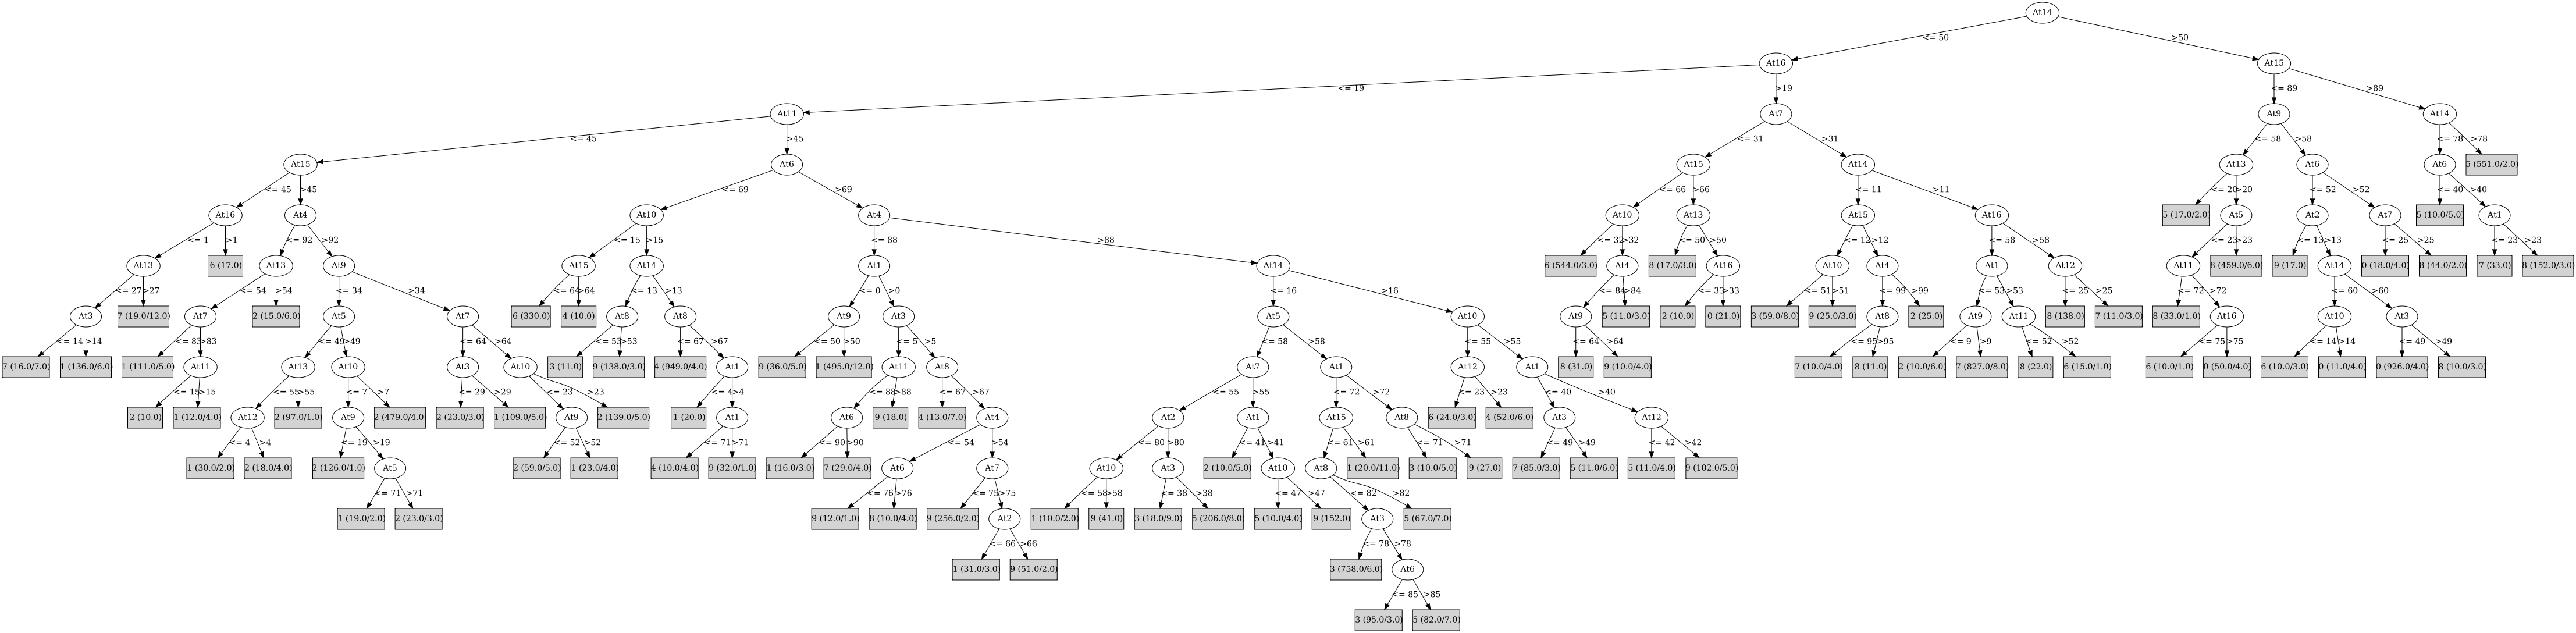 At14
<= 50 >50
At16 At15
<= 19 >19 <= 89 >89
At11 At7 At9 At14
<= 45 >45 <= 31 >31 <= 58 >58 <= 78 >78
At15 At6 At15 At14 At13 At6 At6 5 (551.0/2.0)
<= 45 >45 <= 69 >69 <= 66 >66 <= 11 >11 <= 20 >20 <= 52 >52 <= 40 >40
At16 At4 At10 At4 At10 At13 At15 At16 5 (17.0/2.0) At5 At2 At7 5 (10.0/5.0) At1
<= 1 >1 <= 92 >92 <= 15 >15 <= 88 >88 <= 32 >32 <= 50 >50 <= 12 >12 <= 58 >58 <= 23 >23 <= 13 >13 <= 25 >25 <= 23 >23
At13 6 (17.0) At13 At9 At15 At14 At1 At14 6 (544.0/3.0) At4 8 (17.0/3.0) At16 At10 At4 At1 At12 At11 8 (459.0/6.0) 9 (17.0) At14 0 (18.0/4.0) 8 (44.0/2.0) 7 (33.0) 8 (152.0/3.0)
<= 27 >27 <= 54 >54 <= 34 >34 <= 64 >64 <= 13 >13 <= 0 >0 <= 16 >16 <= 84 >84 <= 33 >33 <= 51 >51 <= 99 >99 <= 53 >53 <= 25 >25 <= 72 >72 <= 60 >60
At3 7 (19.0/12.0) At7 2 (15.0/6.0) At5 At7 6 (330.0) 4 (10.0) At8 At8 At9 At3 At5 At10 At9 5 (11.0/3.0) 2 (10.0) 0 (21.0) 3 (59.0/8.0) 9 (25.0/3.0) At8 2 (25.0) At9 At11 8 (138.0) 7 (11.0/3.0) 8 (33.0/1.0) At16 At10 At3
<= 14 >14 <= 83 >83 <= 49 >49 <= 64 >64 <= 53 >53 <= 67 >67 <= 50 >50 <= 5 >5 <= 58 >58 <= 55 >55 <= 64 >64 <= 95 >95 <= 9 >9 <= 52 >52 <= 75 >75 <= 14 >14 <= 49 >49
7 (16.0/7.0) 1 (136.0/6.0) 1 (111.0/5.0) At11 At13 At10 At3 At10 3 (11.0) 9 (138.0/3.0) 4 (949.0/4.0) At1 9 (36.0/5.0) 1 (495.0/12.0) At11 At8 At7 At1 At12 At1 8 (31.0) 9 (10.0/4.0) 7 (10.0/4.0) 8 (11.0) 2 (10.0/6.0) 7 (827.0/8.0) 8 (22.0) 6 (15.0/1.0) 6 (10.0/1.0) 0 (50.0/4.0) 6 (10.0/3.0) 0 (11.0/4.0) 0 (926.0/4.0) 8 (10.0/3.0)
<= 15 >15 <= 55 >55 <= 7 >7 <= 29 >29 <= 23 >23 <= 4 >4 <= 88 >88 <= 67 >67 <= 55 >55 <= 72 >72 <= 23 >23 <= 40 >40
2 (10.0) 1 (12.0/4.0) At12 2 (97.0/1.0) At9 2 (479.0/4.0) 2 (23.0/3.0) 1 (109.0/5.0) At9 2 (139.0/5.0) 1 (20.0) At1 At6 9 (18.0) 4 (13.0/7.0) At4 At2 At1 At15 At8 6 (24.0/3.0) 4 (52.0/6.0) At3 At12
<= 4 >4 <= 19 >19 <= 52 >52 <= 71 >71 <= 90 >90 <= 54 >54 <= 80 >80 <= 41 >41 <= 61 >61 <= 71 >71 <= 49 >49 <= 42 >42
1 (30.0/2.0) 2 (18.0/4.0) 2 (126.0/1.0) At5 2 (59.0/5.0) 1 (23.0/4.0) 4 (10.0/4.0) 9 (32.0/1.0) 1 (16.0/3.0) 7 (29.0/4.0) At6 At7 At10 At3 2 (10.0/5.0) At10 At8 1 (20.0/11.0) 3 (10.0/5.0) 9 (27.0) 7 (85.0/3.0) 5 (11.0/6.0) 5 (11.0/4.0) 9 (102.0/5.0)
<= 71 >71 <= 76 >76 <= 75 >75 <= 58 >58 <= 38 >38 <= 47 >47 <= 82 >82
1 (19.0/2.0) 2 (23.0/3.0) 9 (12.0/1.0) 8 (10.0/4.0) 9 (256.0/2.0) At2 1 (10.0/2.0) 9 (41.0) 3 (18.0/9.0) 5 (206.0/8.0) 5 (10.0/4.0) 9 (152.0) At3 5 (67.0/7.0)
<= 66 >66 <= 78 >78
1 (31.0/3.0) 9 (51.0/2.0) 3 (758.0/6.0) At6
<= 85 >85
3 (95.0/3.0) 5 (82.0/7.0)